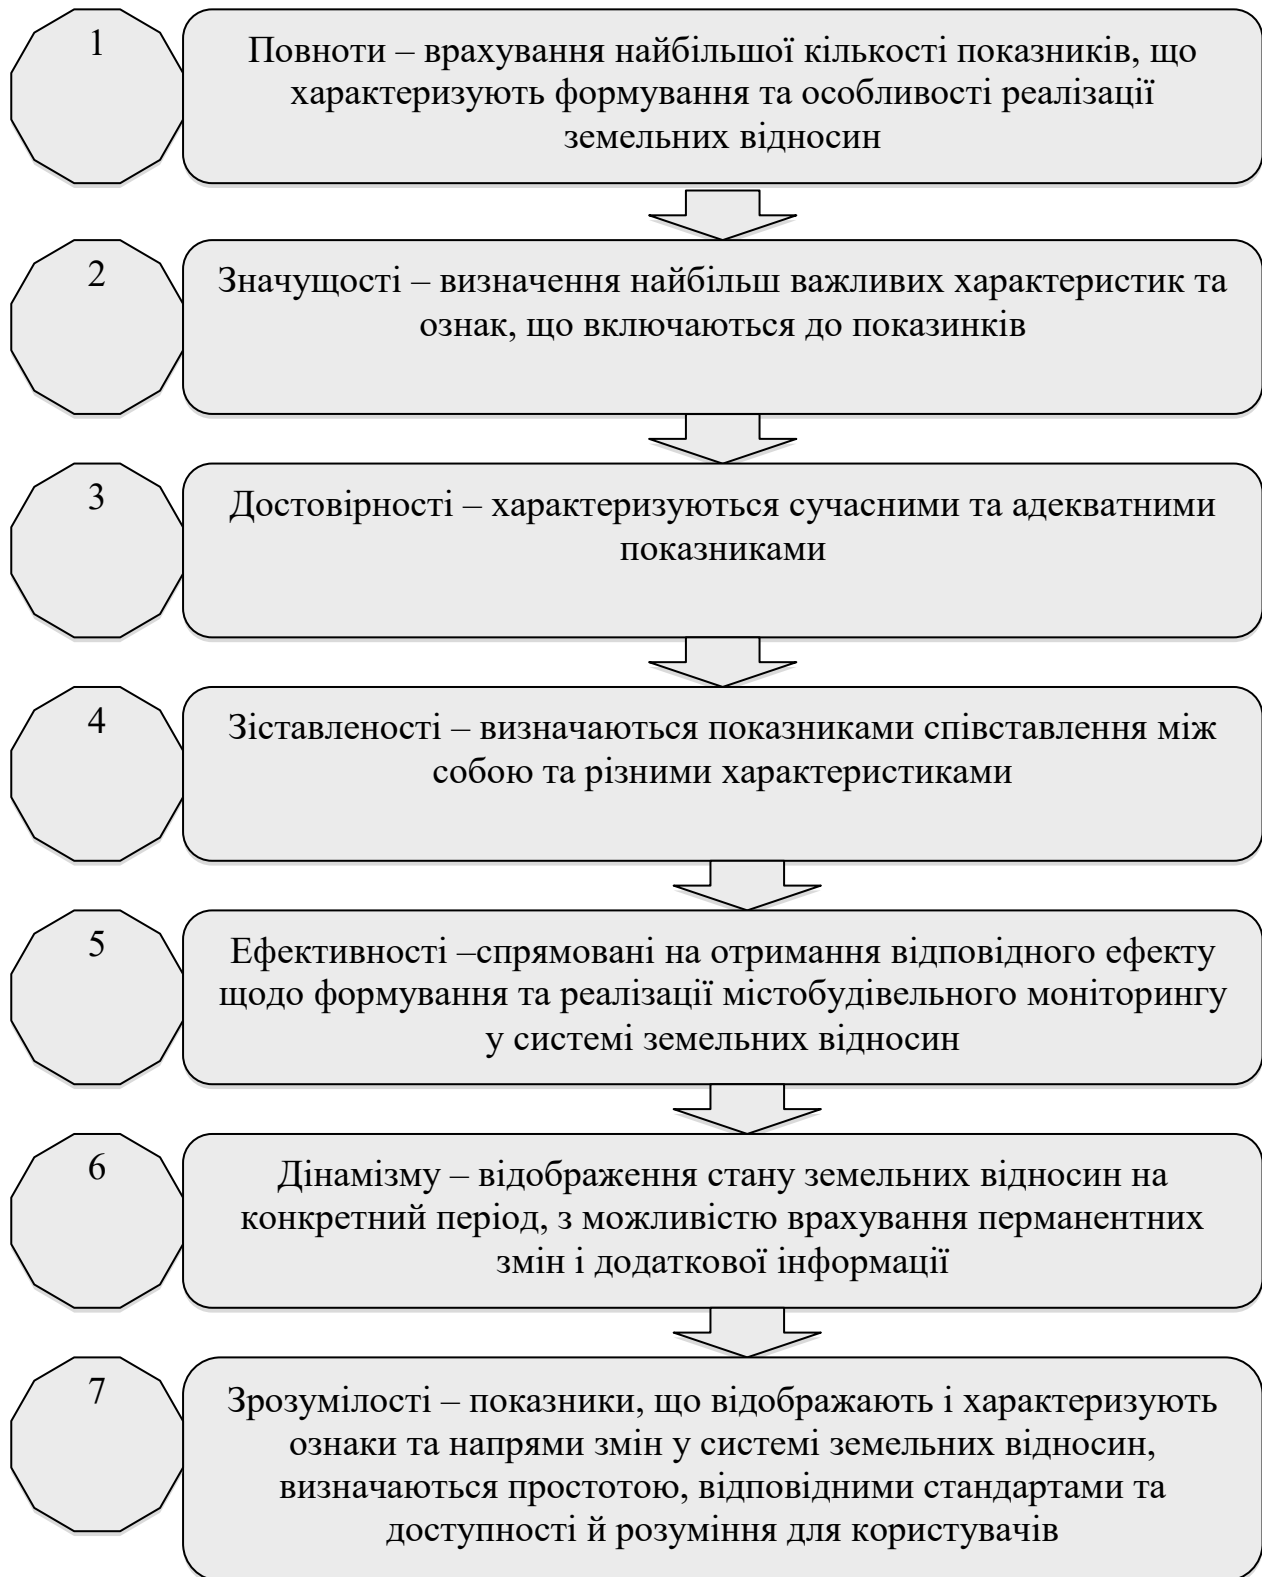 1
Повноти – врахування найбільшої кількості показників, що
характеризують формування та особливості реалізації
земельних відносин
2
Значущості – визначення найбільш важливих характеристик та
ознак, що включаються до показинків
3
Достовірності – характеризуються сучасними та адекватними
показниками
4
Зіставленості – визначаються показниками співставлення між
собою та різними характеристиками
5
Ефективності –спрямовані на отримання відповідного ефекту
щодо формування та реалізації містобудівельного моніторингу
у системі земельних відносин
6
Дінамізму – відображення стану земельних відносин на
конкретний період, з можливістю врахування перманентних
змін і додаткової інформації
7
Зрозумілості – показники, що відображають і характеризують
ознаки та напрями змін у системі земельних відносин,
визначаються простотою, відповідними стандартами та
доступності й розуміння для користувачів